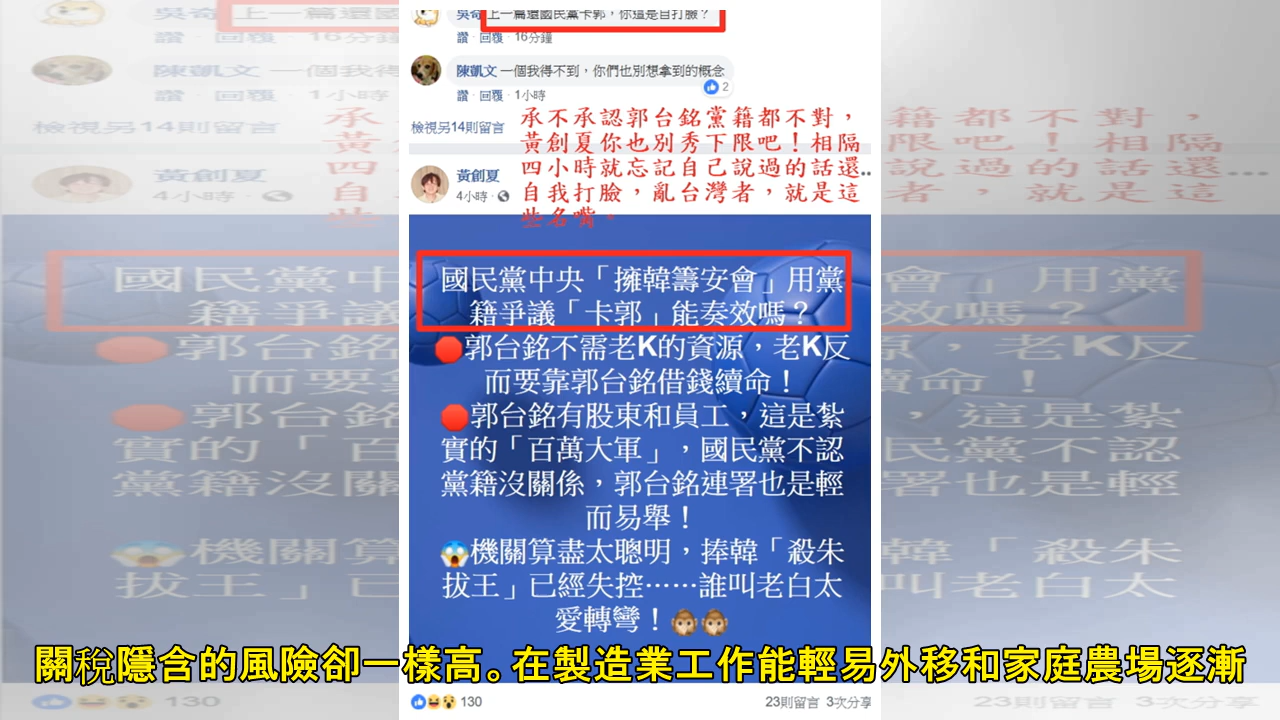 吳奇 上一篇還國民黨卡郭，你這是自打臉？
讚 · 回覆 · 16分鐘
陳凱文 一個我得不到，你們也別想拿到的概念
2
讚 · 回覆 · 1小時
檢視另14則留言
承不承認郭台銘黨籍都不對，
黃創夏你也別秀下限吧！相隔
四小時就忘記自己說過的話還
自我打臉，亂台灣者，就是這
些名嘴。
黃創夏
4小時 ·
國民黨中央「擁韓籌安會」用黨
籍爭議「卡郭」能奏效嗎？
🛑郭台銘不需老K的資源，老K反
而要靠郭台銘借錢續命！
🛑郭台銘有股東和員工，這是紮
實的「百萬大軍」，國民黨不認
黨籍沒關係，郭台銘連署也是輕
而易舉！
😱機關算盡太聰明，捧韓「殺朱
拔王」已經失控……誰叫老白太
愛轉彎！🙊🙊
關稅隱含的風險卻一樣高。在製造業工作能輕易外移和家庭農場逐漸
130
23則留言 3次分享